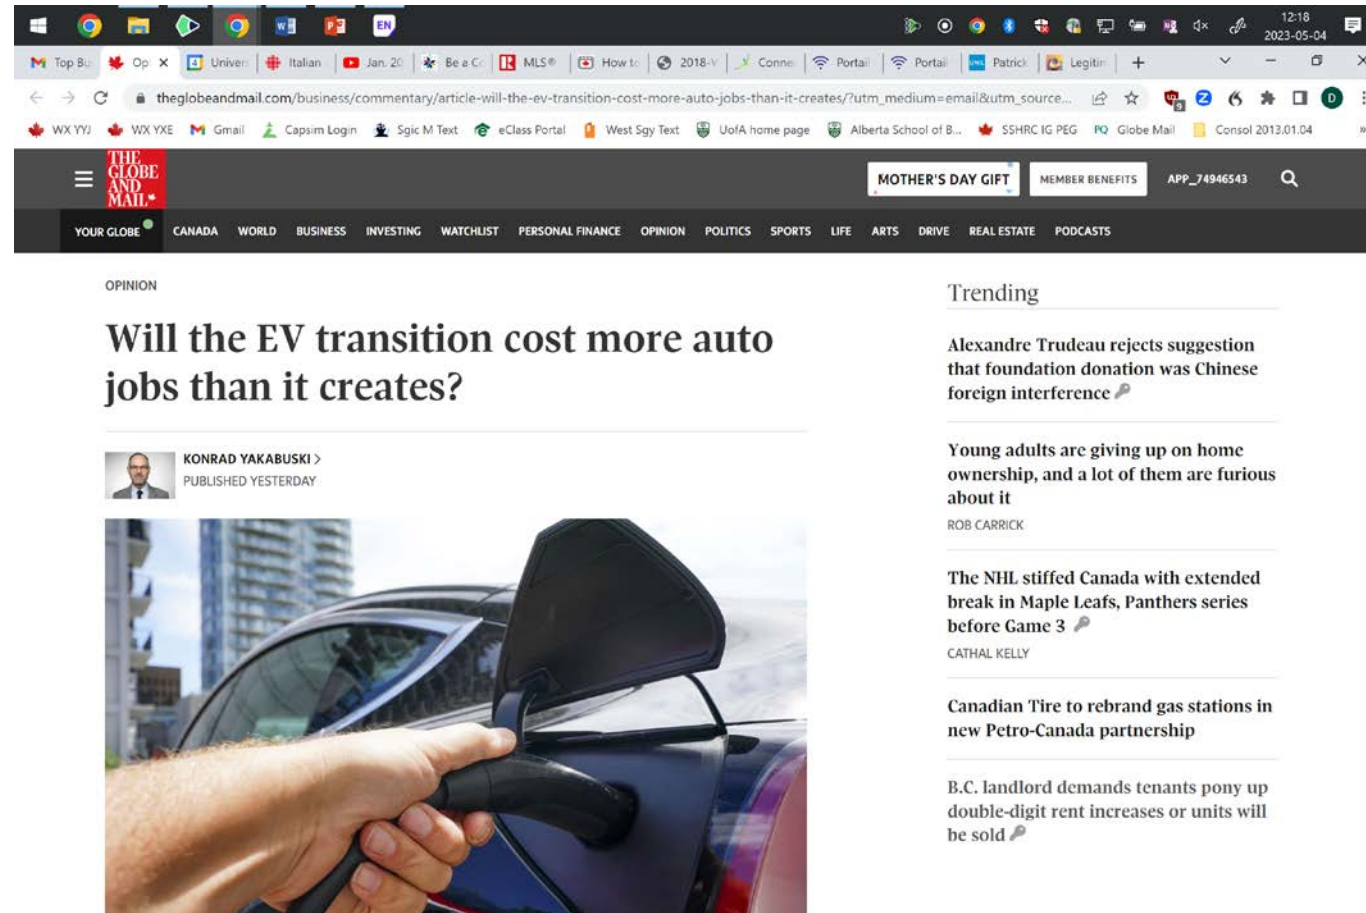 EN
12:18
2023-05-04
Top Bu
Op
Univer
Italian
Jan. 20
Be a Co
MLS®
How to
2018-V
Conne
Portail
Portail
Patrick
Legitin
theglobeandmail.com/business/commentary/article-will-the-ev-transition-cost-more-auto-jobs-than-it-creates/?utm_medium=email&utm_source...
WX YYJ
WX YXE
Gmail
Capsim Login
Sgic M Text
eClass Portal
West Sgy Text
UofA home page
Alberta School of B...
SSHRC IG PEG
PQ Globe Mail
Consol 2013.01.04
THE
GLOBE
AND
MAIL
MOTHER'S DAY GIFT
MEMBER BENEFITS
APP_74946543
YOUR GLOBE
CANADA
WORLD
BUSINESS
INVESTING
WATCHLIST
PERSONAL FINANCE
OPINION
POLITICS
SPORTS
LIFE
ARTS
DRIVE
REAL ESTATE
PODCASTS
OPINION
Will the EV transition cost more auto
jobs than it creates?
KONRAD YAKABUSKI >
PUBLISHED YESTERDAY
Trending
Alexandre Trudeau rejects suggestion
that foundation donation was Chinese
foreign interference
Young adults are giving up on home
ownership, and a lot of them are furious
about it
ROB CARRICK
The NHL stiffed Canada with extended
break in Maple Leafs, Panthers series
before Game 3
CATHAL KELLY
Canadian Tire to rebrand gas stations in
new Petro-Canada partnership
B.C. landlord demands tenants pony up
double-digit rent increases or units will
be sold